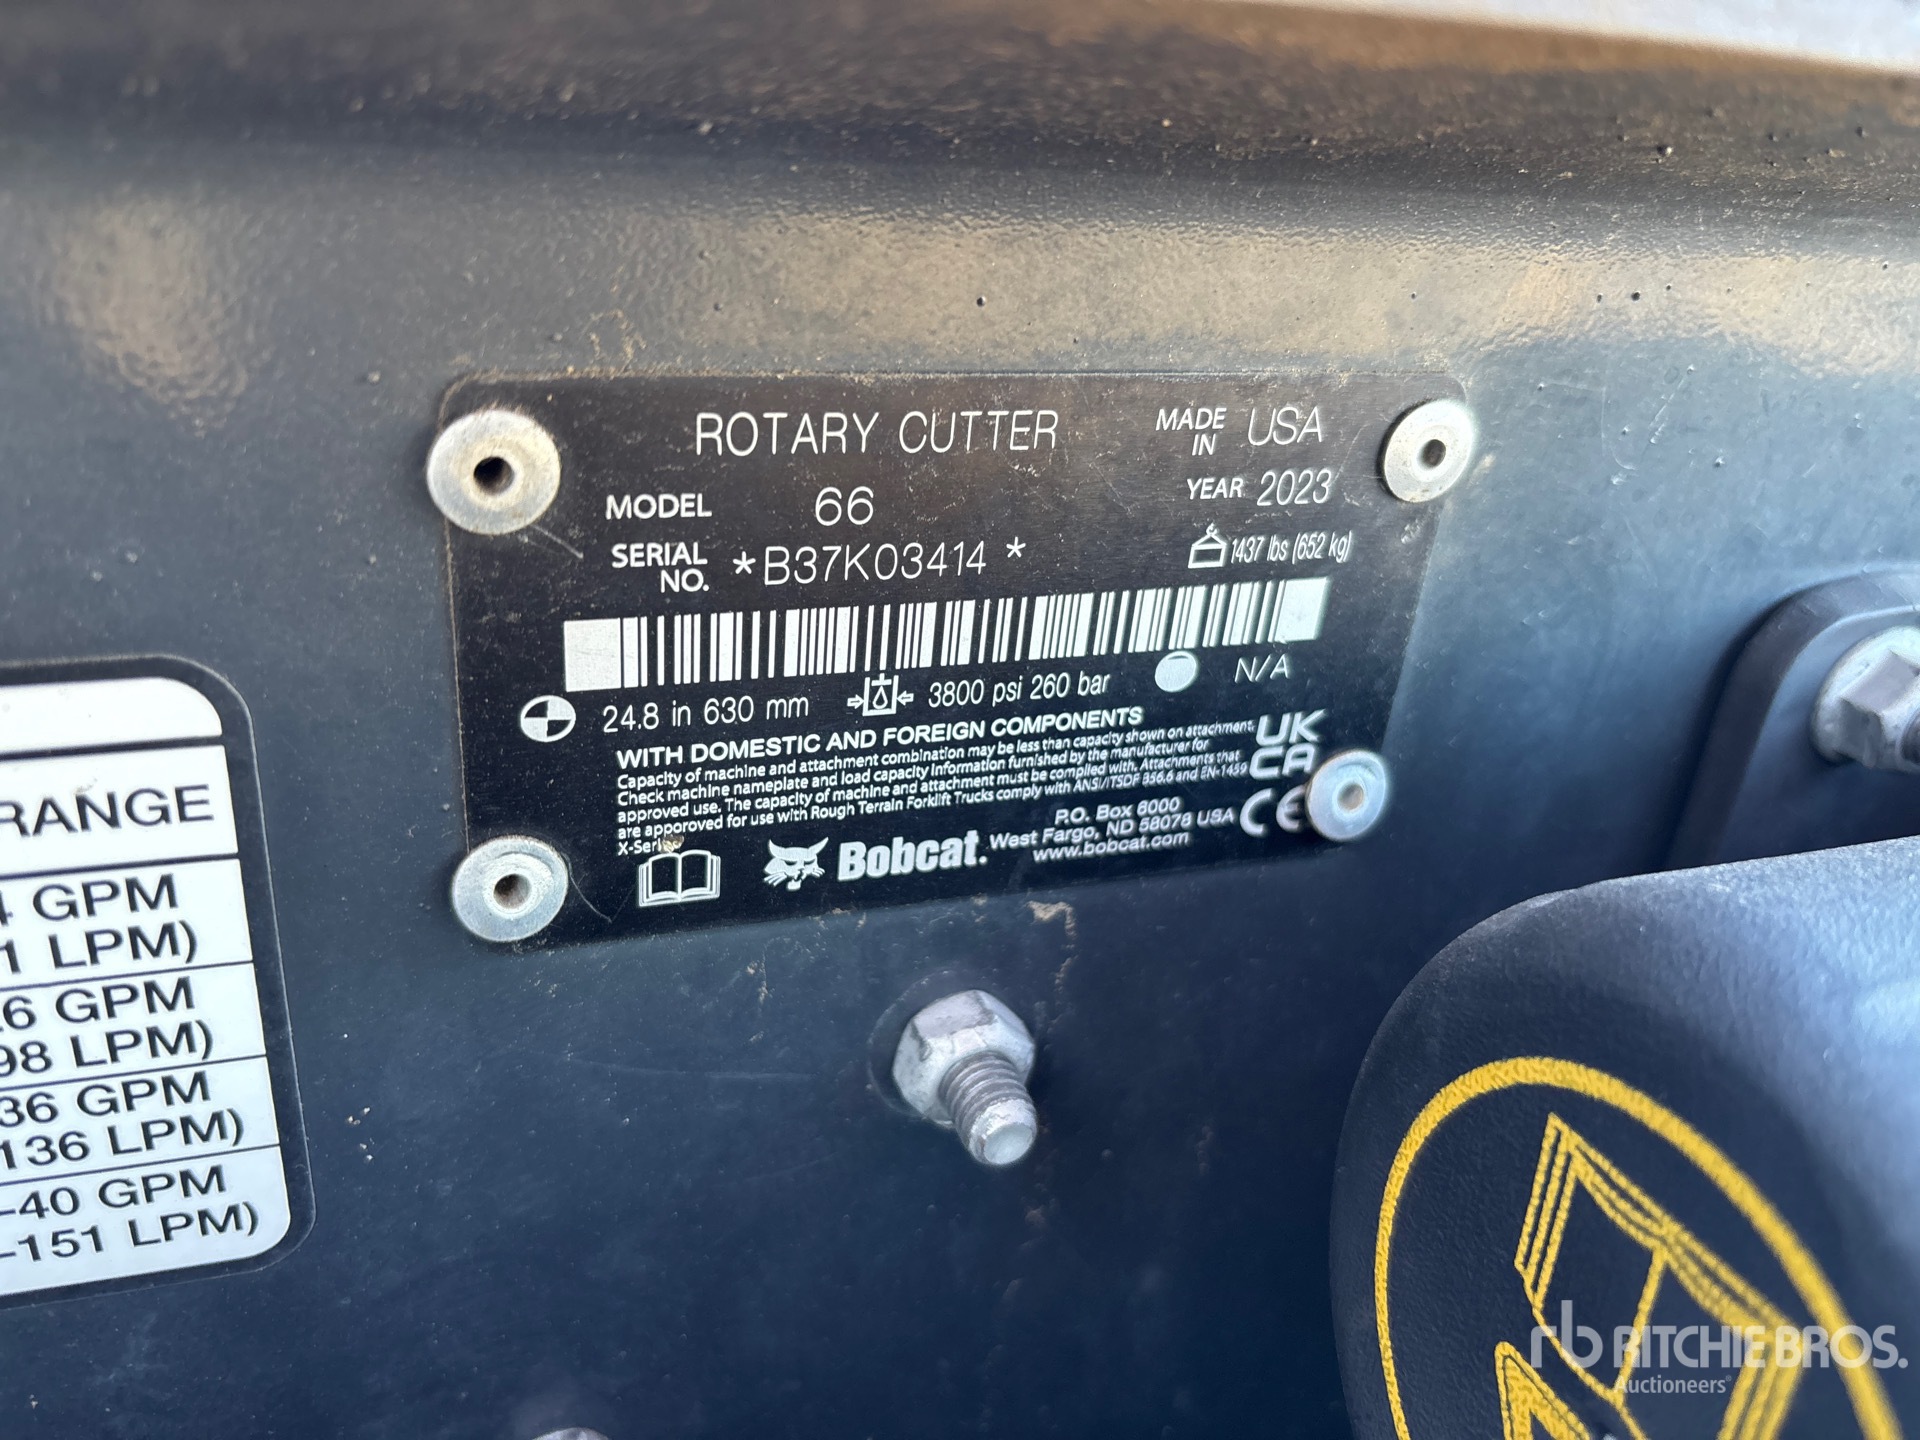 ROTARY CUTTER
MADE IN USA
MODEL 66
YEAR 2023
SERIAL NO. *B37K03414*
1437 lbs (652 kg)
24.8 in 630 mm
3800 psi 260 bar
N/A
WITH DOMESTIC AND FOREIGN COMPONENTS
Capacity of machine and attachment combination may be less than capacity shown on attachment.
Check machine nameplate and load capacity information furnished by the manufacturer for
approved use. The capacity of machine and attachment must be complied with. Attachments that
are apporoved for use with Rough Terrain Forklift Trucks comply with ANSI/ITSDF B56.6 and EN-1459
X-Seri
UK
CA
CE
Bobcat.
P.O. Box 6000
West Fargo, ND 58078 USA
www.bobcat.com
RANGE
4 GPM
1 LPM)
6 GPM
98 LPM)
36 GPM
136 LPM)
-40 GPM
-151 LPM)
rb RITCHIE BROS.
Auctioneers